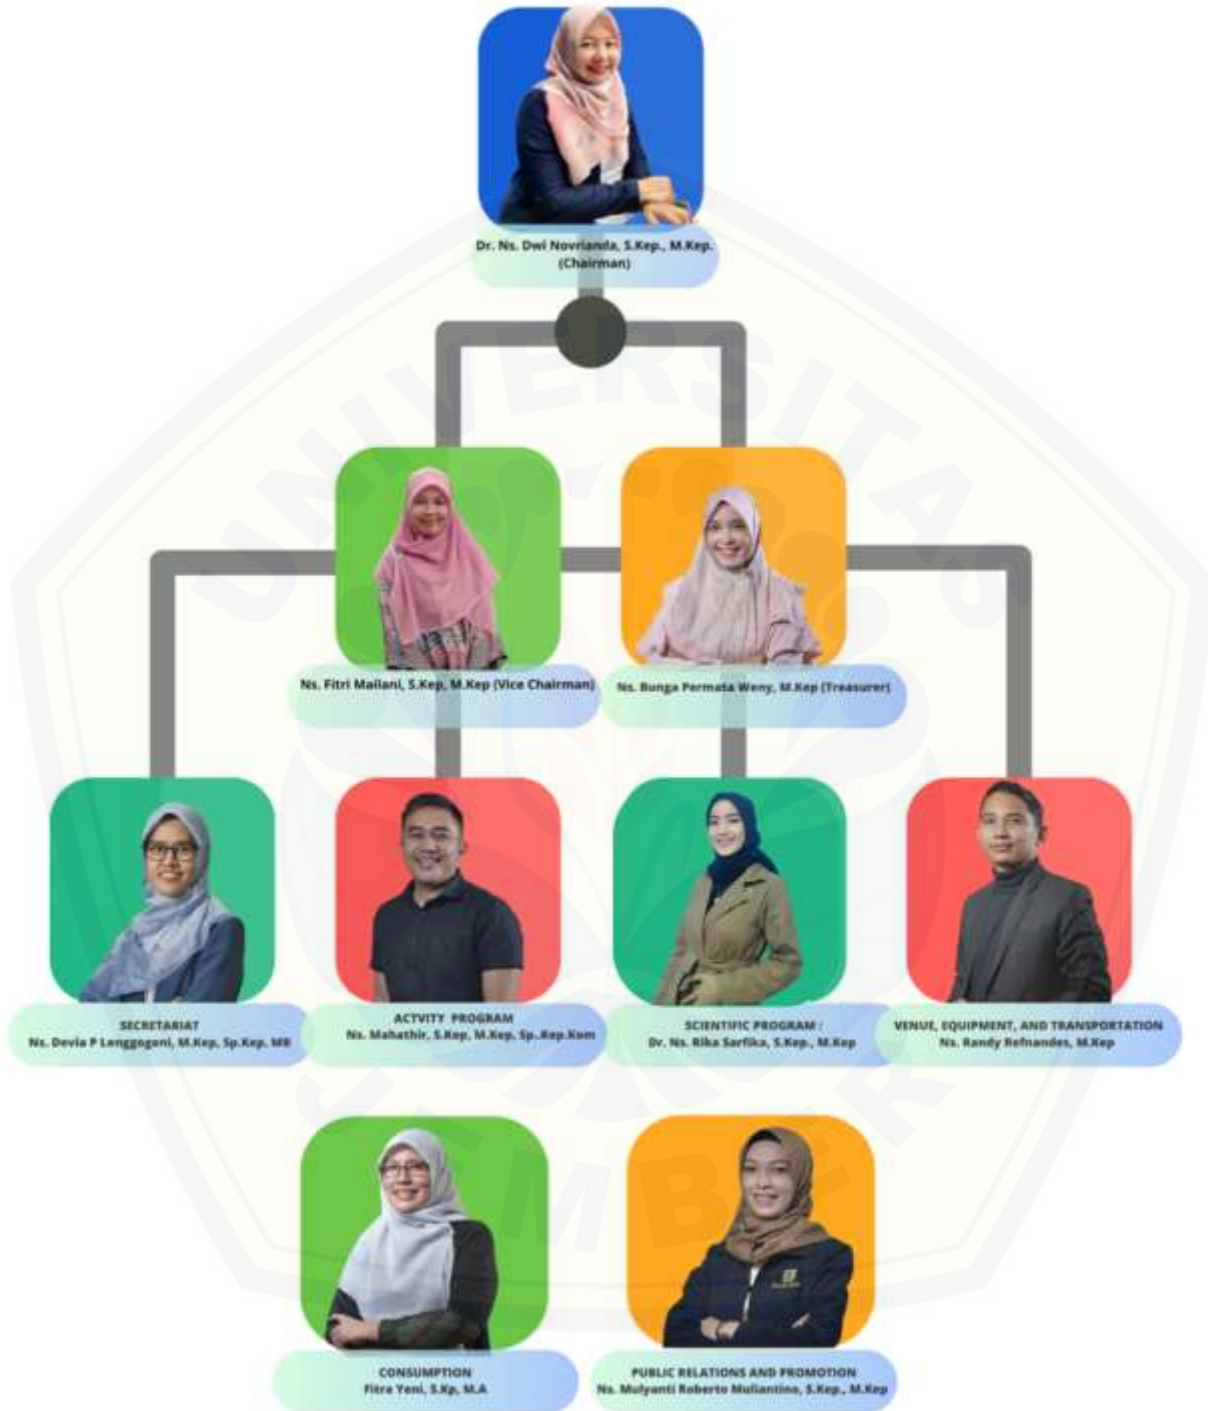 Dr. Ns. Dwi Novrianda, S.Kep., M.Kep.
(Chairman)
UNIVERSITAS
Ns. Fitri Mailani, S.Kep, M.Kep (Vice Chairman)
Ns. Bunga Permata Weny, M.Kep (Treasurer)
SECRETARIAT
Ns. Devia P Lenggogeni, M.Kep, Sp.Kep, MB
ACTVITY PROGRAM
Ns. Mahathir, S.Kep, M.Kep, Sp..Kep.Kom
SCIENTIFIC PROGRAM :
Dr. Ns. Rika Sarfika, S.Kep., M.Kep
VENUE, EQUIPMENT, AND TRANSPORTATION
Ns. Randy Refnandes, M.Kep
JEMBER
CONSUMPTION
Fitra Yeni, S.Kp, M.A
PUBLIC RELATIONS AND PROMOTION
Ns. Mulyanti Roberto Muliantino, S.Kep., M.Kep